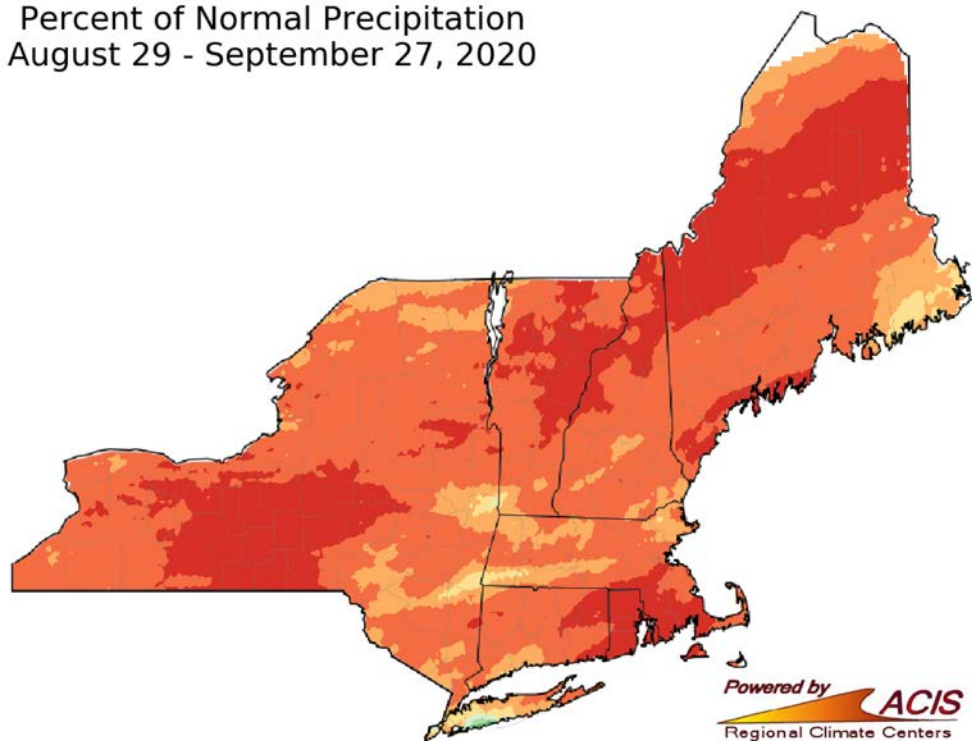 Percent of Normal Precipitation
August 29 - September 27, 2020
Powered by
ACIS
Regional Climate Centers